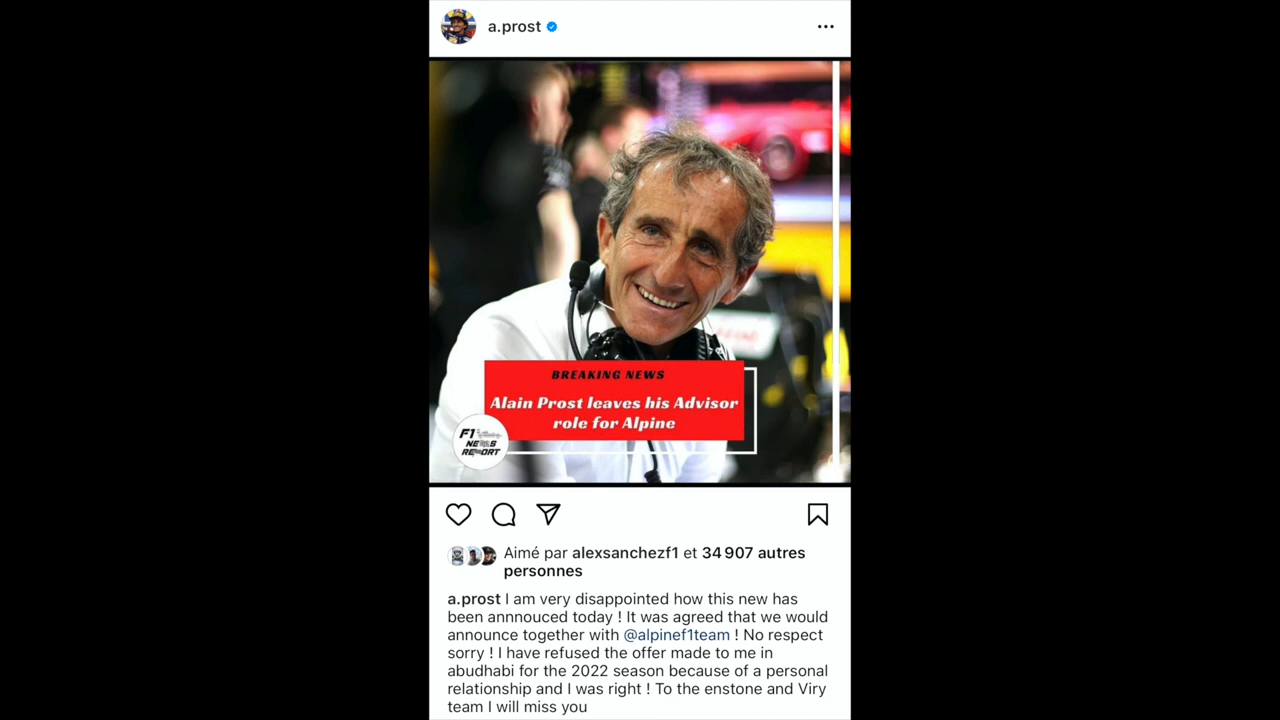 a.prost
BREAKING NEWS
Alain Prost leaves his Advisor
role for Alpine
F1
NEWS
REPORT
Aimé par alexsanchezf1 et 34 907 autres
personnes
a.prost I am very disappointed how this new has
been annnouced today ! It was agreed that we would
announce together with @alpinef1team ! No respect
sorry ! I have refused the offer made to me in
abudhabi for the 2022 season because of a personal
relationship and I was right ! To the enstone and Viry
team I will miss you